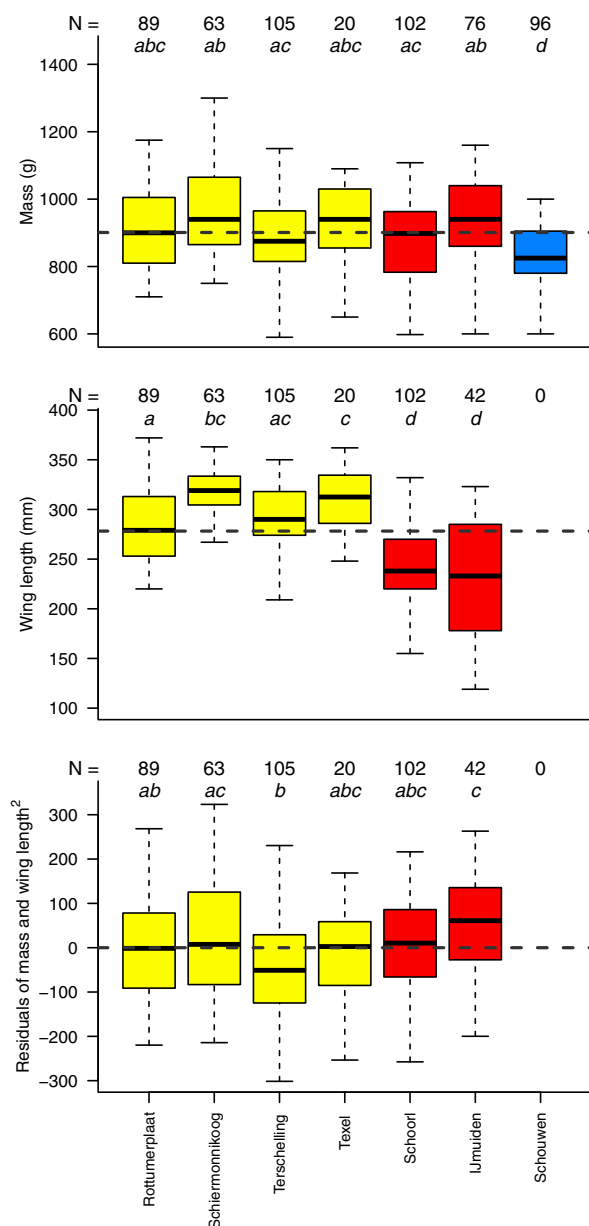 N = 89 63 105 20 102 76 96
abc ab ac abc ac ab d
1400
1200
1000
800
600
Mass (g)
N = 89 63 105 20 102 42 0
a bc ac c d d
400
350
300
250
200
150
100
Wing length (mm)
N = 89 63 105 20 102 42 0
ab ac b abc abc c
300
200
100
0
−100
−200
−300
Residuals of mass and wing length²
Rottumerplaat
Schiermonnikoog
Terschelling
Texel
Schoorl
IJmuiden
Schouwen